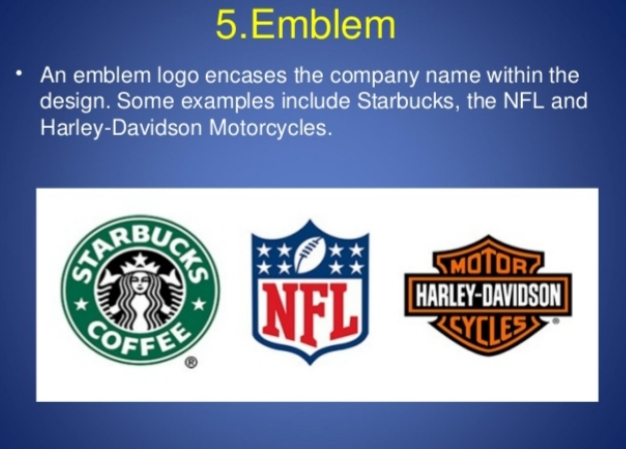 5.Emblem
• An emblem logo encases the company name within the
design. Some examples include Starbucks, the NFL and
Harley-Davidson Motorcycles.
STARBUCKS
COFFEE
®
NFL
MOTOR
HARLEY-DAVIDSON
CYCLES
®